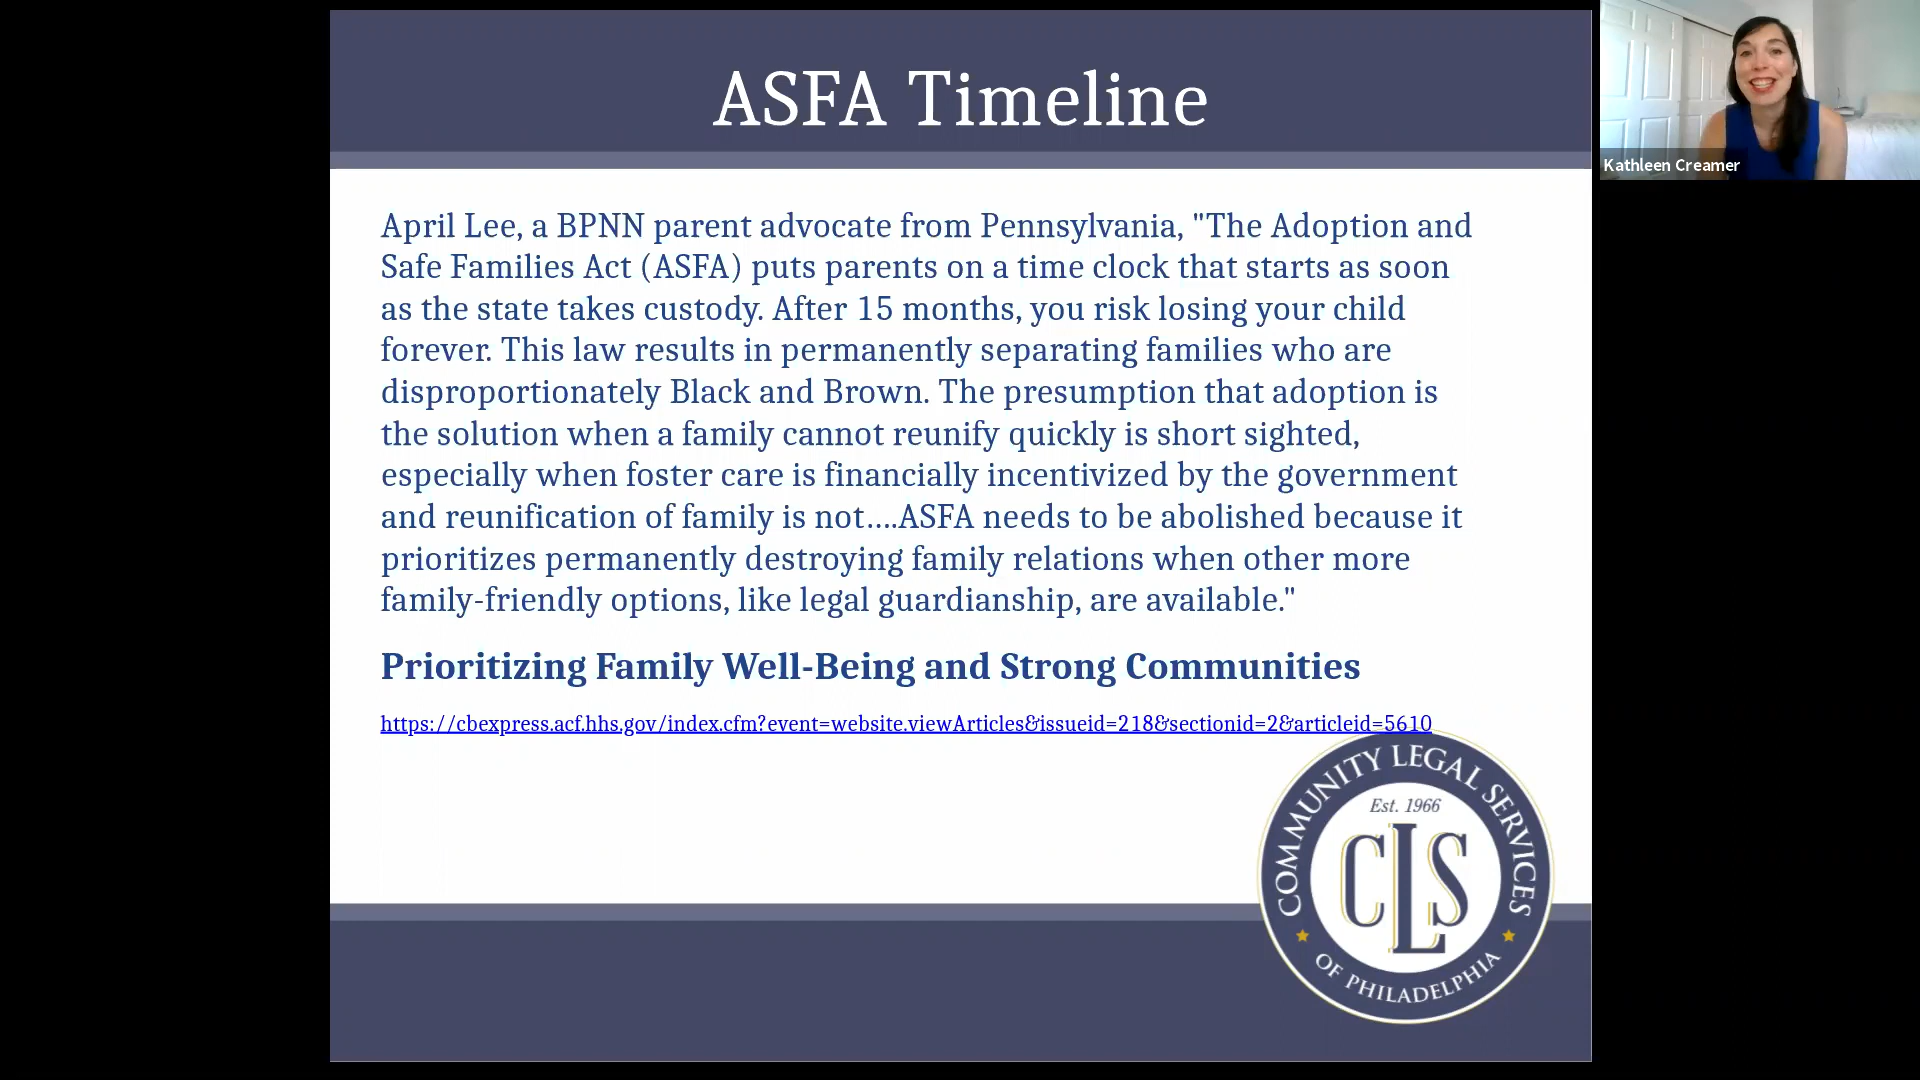 ASFA Timeline
Kathleen Creamer
April Lee, a BPNN parent advocate from Pennsylvania, "The Adoption and
Safe Families Act (ASFA) puts parents on a time clock that starts as soon
as the state takes custody. After 15 months, you risk losing your child
forever. This law results in permanently separating families who are
disproportionately Black and Brown. The presumption that adoption is
the solution when a family cannot reunify quickly is short sighted,
especially when foster care is financially incentivized by the government
and reunification of family is not….ASFA needs to be abolished because it
prioritizes permanently destroying family relations when other more
family-friendly options, like legal guardianship, are available."
Prioritizing Family Well-Being and Strong Communities
https://cbexpress.acf.hhs.gov/index.cfm?event=website.viewArticles&issueid=218&sectionid=2&articleid=5610
COMMUNITY LEGAL SERVICES
Est. 1966
CLS
OF PHILADELPHIA